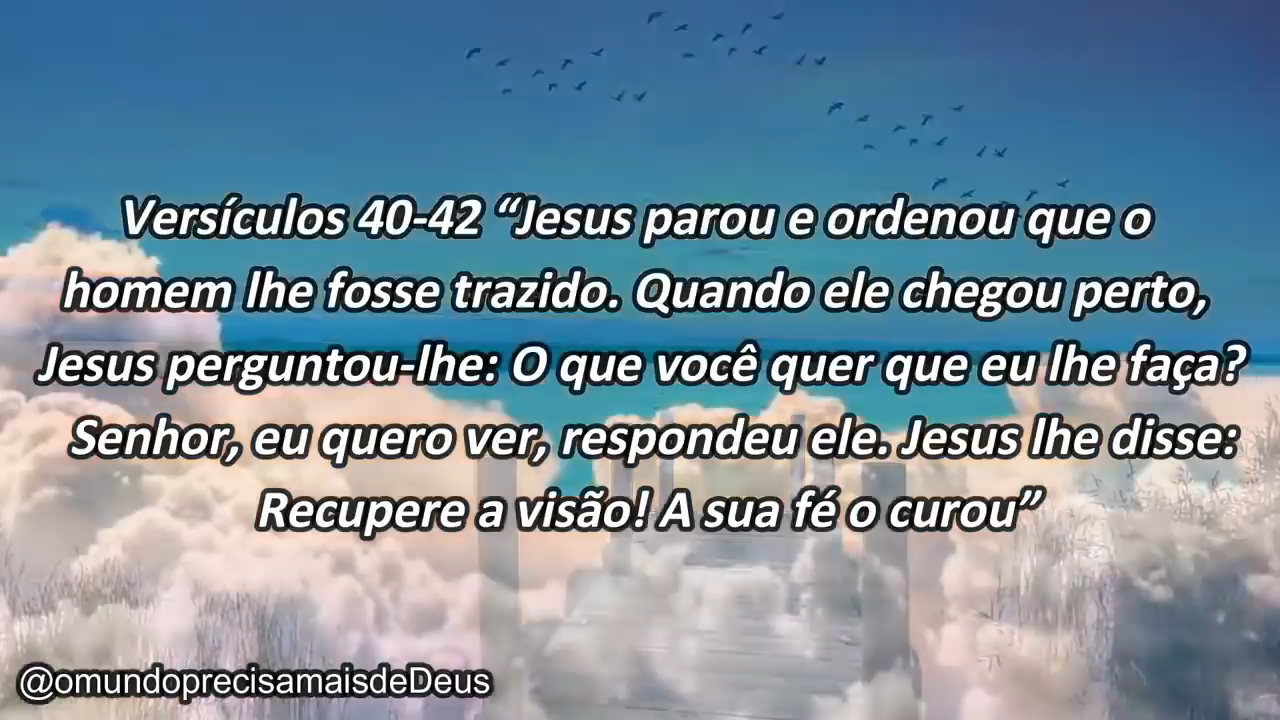 Versículos 40-42 “Jesus parou e ordenou que o
homem lhe fosse trazido. Quando ele chegou perto,
Jesus perguntou-lhe: O que você quer que eu lhe faça?
Senhor, eu quero ver, respondeu ele. Jesus lhe disse:
Recupere a visão! A sua fé o curou”
@omundoprecisamaisdeDeus